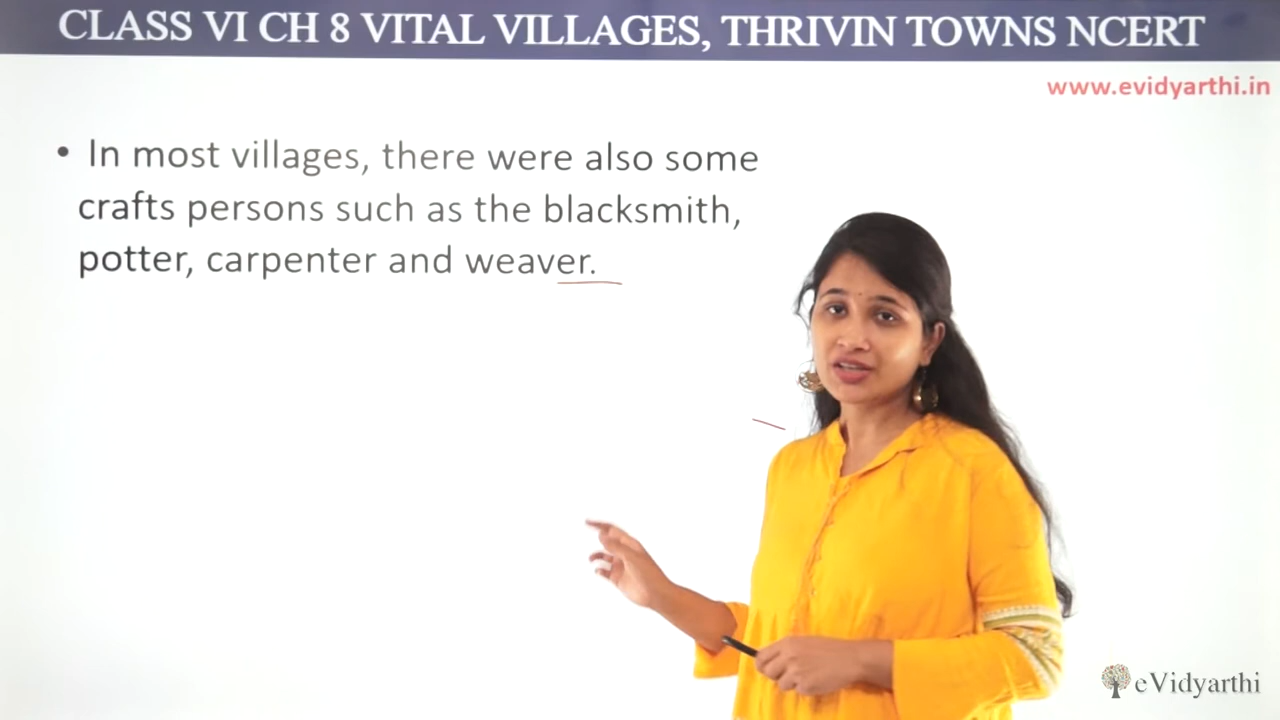 CLASS VI CH 8 VITAL VILLAGES, THRIVIN TOWNS NCERT
www.evidyarthi.in
• In most villages, there were also some
crafts persons such as the blacksmith,
potter, carpenter and weaver.
eVidyarthi